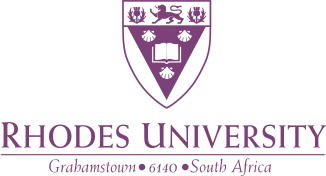 RHODES UNIVERSITY
Grahamstown • 6140 • South Africa